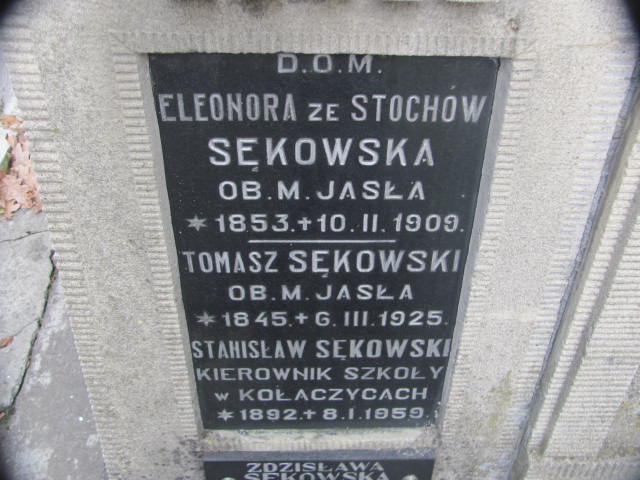 D.O.M.
ELEONORA ZE STOCHÓW
SĘKOWSKA
OB. M. JASŁA
* 1853. + 10. II. 1909.
TOMASZ SĘKOWSKI
OB. M. JASŁA
* 1845. + 6. III. 1925.
STANISŁAW SĘKOWSKI
KIEROWNIK SZKOŁY
W KOŁACZYCACH
* 1892. + 8. I. 1959.
ZDZISŁAWA
SĘKOWSKA